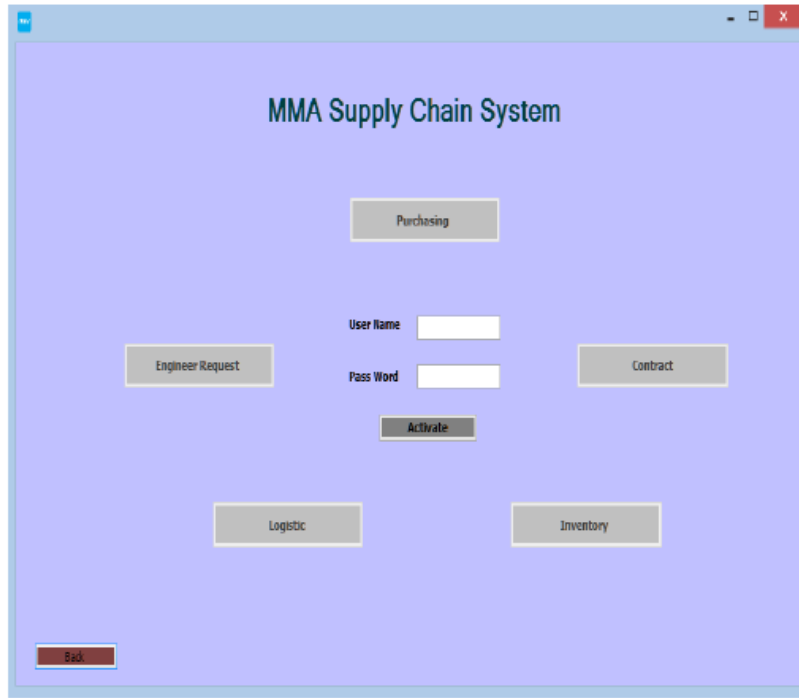 MMA Supply Chain System
Purchasing
User Name
Engineer Request
Contract
Pass Word
Activate
Logistic
Inventory
Back